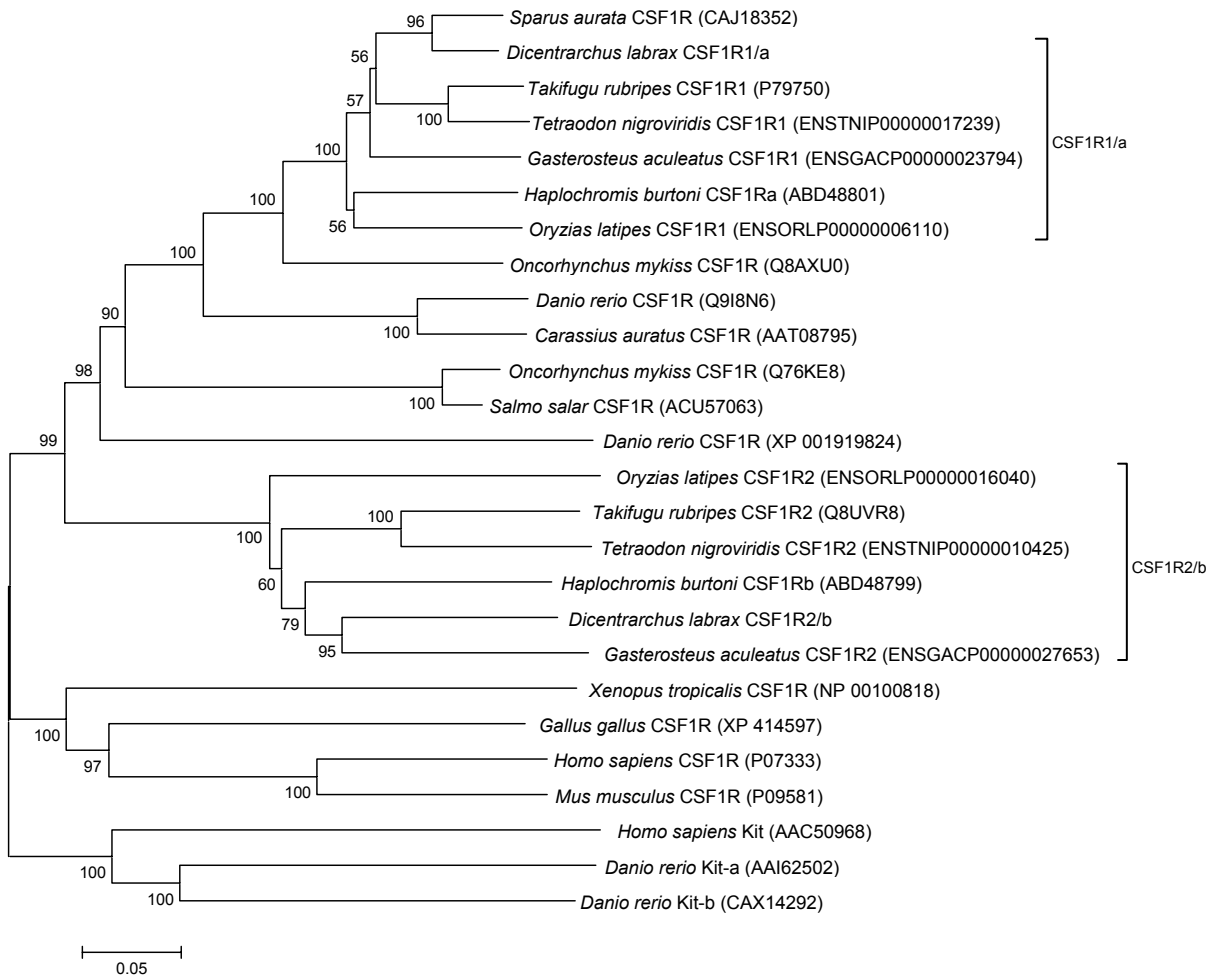 96
Sparus aurata CSF1R (CAJ18352)
Dicentrarchus labrax CSF1R1/a
56
Takifugu rubripes CSF1R1 (P79750)
57
100
Tetraodon nigroviridis CSF1R1 (ENSTNIP00000017239)
CSF1R1/a
100
Gasterosteus aculeatus CSF1R1 (ENSGACP00000023794)
100
Haplochromis burtoni CSF1Ra (ABD48801)
56
Oryzias latipes CSF1R1 (ENSORLP00000006110)
100
Oncorhynchus mykiss CSF1R (Q8AXU0)
Danio rerio CSF1R (Q9I8N6)
90
100
Carassius auratus CSF1R (AAT08795)
98
Oncorhynchus mykiss CSF1R (Q76KE8)
100
Salmo salar CSF1R (ACU57063)
99
Danio rerio CSF1R (XP 001919824)
Oryzias latipes CSF1R2 (ENSORLP00000016040)
100
Takifugu rubripes CSF1R2 (Q8UVR8)
100
Tetraodon nigroviridis CSF1R2 (ENSTNIP00000010425)
CSF1R2/b
60
Haplochromis burtoni CSF1Rb (ABD48799)
79
Dicentrarchus labrax CSF1R2/b
95
Gasterosteus aculeatus CSF1R2 (ENSGACP00000027653)
Xenopus tropicalis CSF1R (NP 00100818)
100
Gallus gallus CSF1R (XP 414597)
97
Homo sapiens CSF1R (P07333)
100
Mus musculus CSF1R (P09581)
Homo sapiens Kit (AAC50968)
100
Danio rerio Kit-a (AAI62502)
100
Danio rerio Kit-b (CAX14292)
0.05